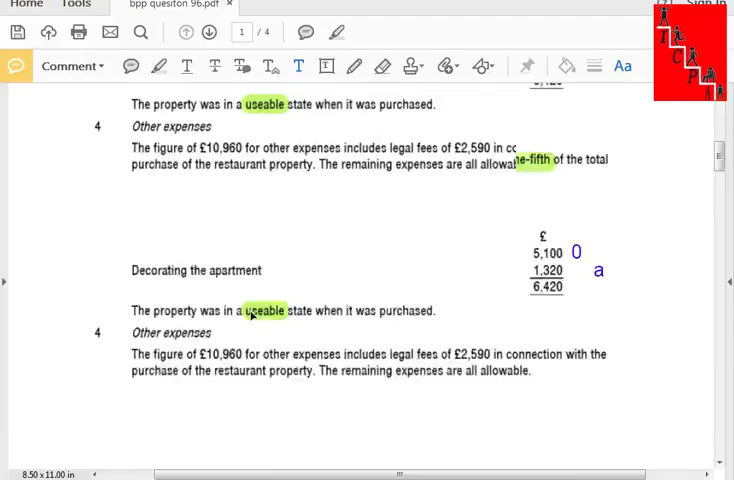 Home Tools bpp quesiton 96.pdf × Sign In
1 / 4
Comment T T T T T T Aa
I
C
P
A
The property was in a useable state when it was purchased.
4 Other expenses
The figure of £10,960 for other expenses includes legal fees of £2,590 in
purchase of the restaurant property. The remaining expenses are all
ne-fifth of the total
£
5,100 0
Decorating the apartment 1,320 a
6,420
The property was in a useable state when it was purchased.
4 Other expenses
The figure of £10,960 for other expenses includes legal fees of £2,590 in connection with the
purchase of the restaurant property. The remaining expenses are all allowable.
8.50 x 11.00 in